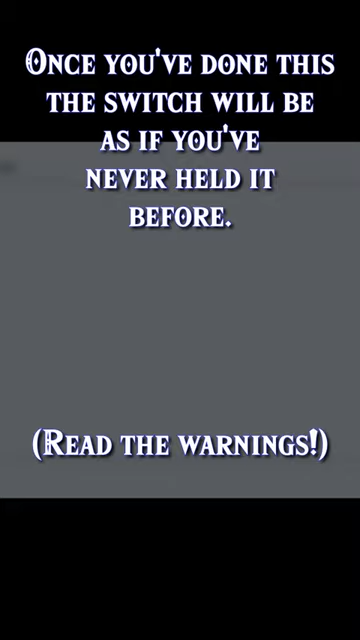 Once you've done this
the switch will be
as if you've
never held it
before.
(Read the warnings!)